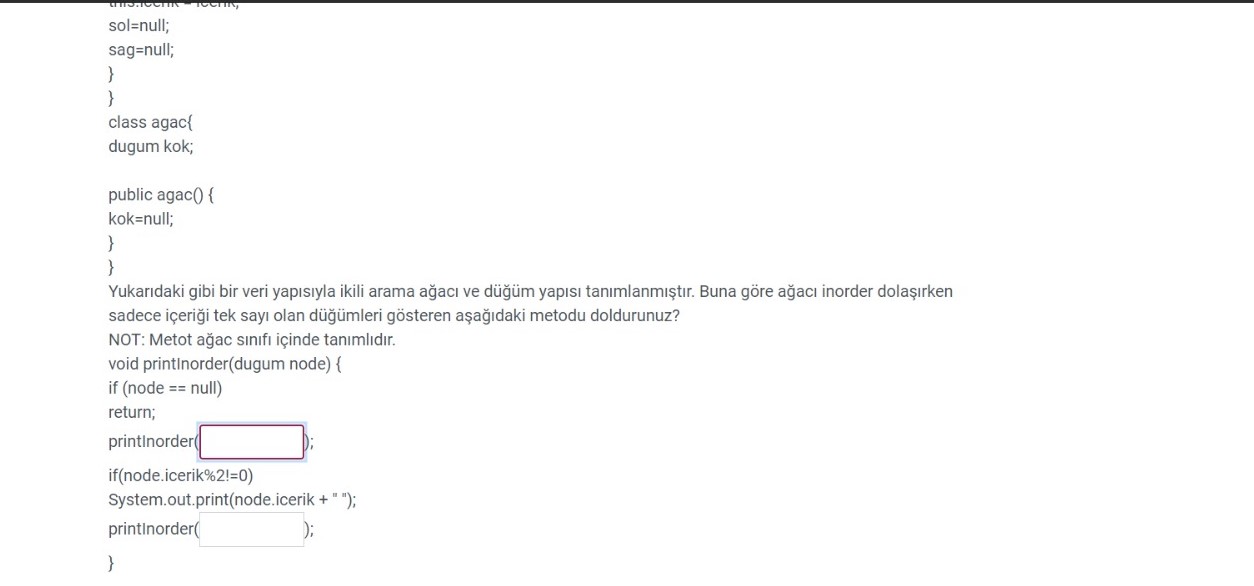 sol=null;
sag=null;
}
}
class agac{
dugum kok;
public agac() {
kok=null;
}
}
Yukarıdaki gibi bir veri yapısıyla ikili arama ağacı ve düğüm yapısı tanımlanmıştır. Buna göre ağacı inorder dolaşırken
sadece içeriği tek sayı olan düğümleri gösteren aşağıdaki metodu doldurunuz?
NOT: Metot ağac sınıfı içinde tanımlıdır.
void printInorder(dugum node) {
if (node == null)
return;
printInorder( );
if(node.icerik%2!=0)
System.out.print(node.icerik + " ");
printInorder( );
}